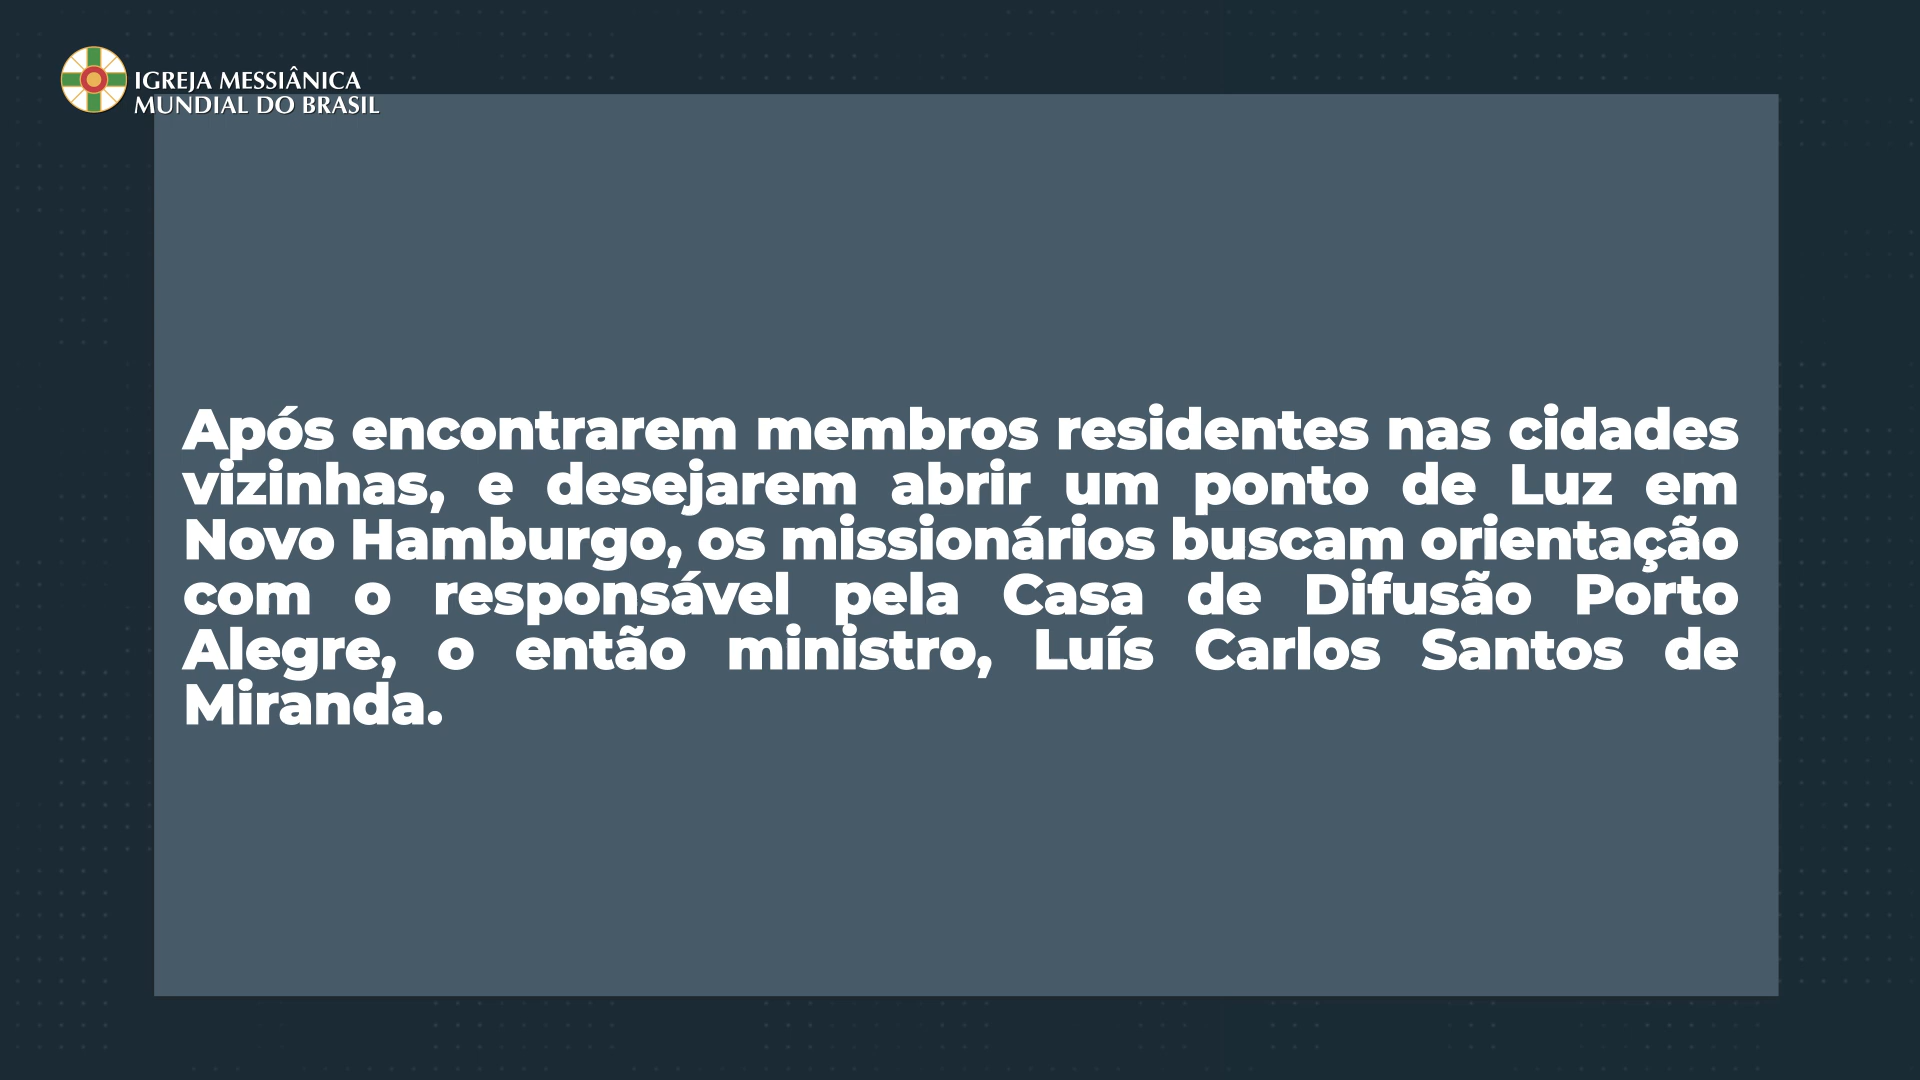 IGREJA MESSIÂNICA
MUNDIAL DO BRASIL
Após encontrarem membros residentes nas cidades
vizinhas, e desejarem abrir um ponto de Luz em
Novo Hamburgo, os missionários buscam orientação
com o responsável pela Casa de Difusão Porto
Alegre, o então ministro, Luís Carlos Santos de
Miranda.